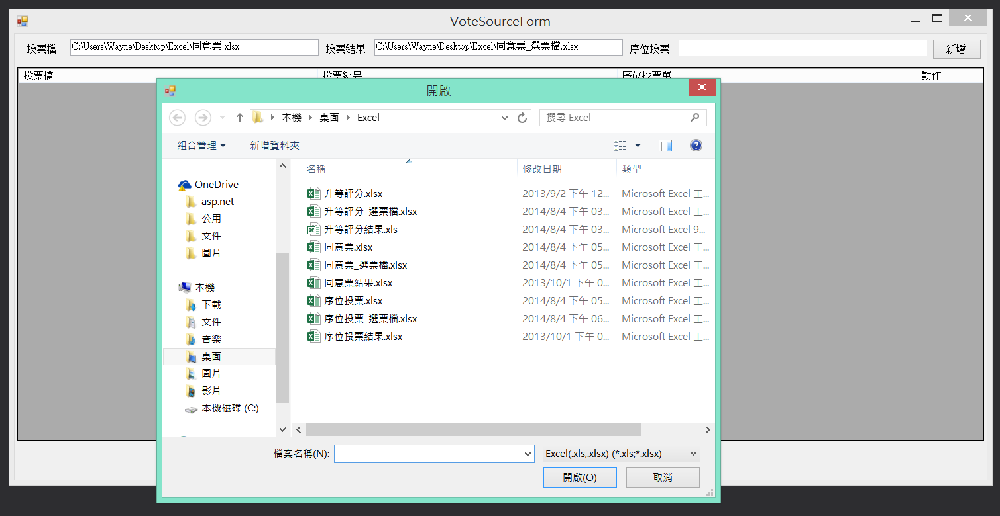 VoteSourceForm
投票檔 C:\Users\Wayne\Desktop\Excel\同意票.xlsx 投票結果 C:\Users\Wayne\Desktop\Excel\同意票_選票檔.xlsx 序位投票 新增
投票檔 投票結果 序位投票單 動作
開啟
本機 桌面 Excel 搜尋 Excel
組合管理 新增資料夾
名稱 修改日期 類型
OneDrive
asp.net
公用
文件
圖片
本機
下載
文件
音樂
桌面
圖片
影片
本機磁碟 (C:)
升等評分.xlsx 2013/9/2 下午 12... Microsoft Excel 工...
升等評分_選票檔.xlsx 2014/8/4 下午 03... Microsoft Excel 工...
升等評分結果.xls 2014/8/4 下午 03... Microsoft Excel 9...
同意票.xlsx 2014/8/4 下午 05... Microsoft Excel 工...
同意票_選票檔.xlsx 2014/8/4 下午 05... Microsoft Excel 工...
同意票結果.xlsx 2013/10/1 下午 0... Microsoft Excel 工...
序位投票.xlsx 2014/8/4 下午 05... Microsoft Excel 工...
序位投票_選票檔.xlsx 2014/8/4 下午 06... Microsoft Excel 工...
序位投票結果.xlsx 2013/10/1 下午 0... Microsoft Excel 工...
檔案名稱(N): Excel(.xls,.xlsx) (*.xls;*.xlsx)
開啟(O) 取消